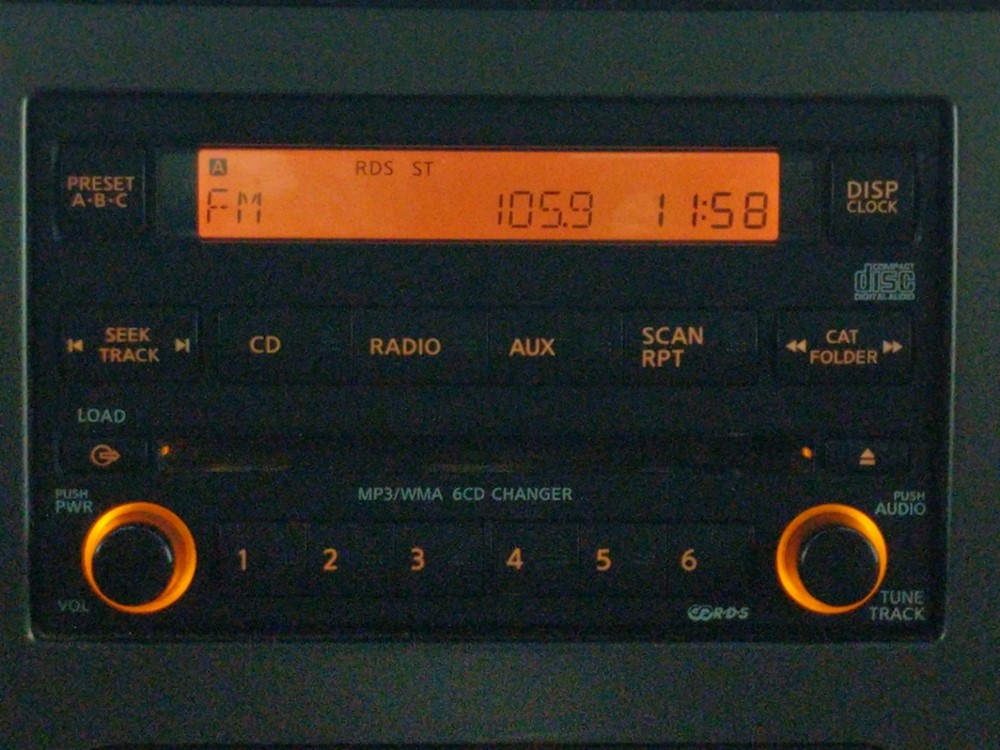 A RDS ST
FM 105.9 11:58
PRESET
A·B·C
DISP
CLOCK
COMPACT
disc
DIGITAL AUDIO
SEEK
TRACK
CD
RADIO
AUX
SCAN
RPT
CAT
FOLDER
LOAD
PUSH
PWR
MP3/WMA 6CD CHANGER
PUSH
AUDIO
1 2 3 4 5 6
VOL
R·D·S
TUNE
TRACK